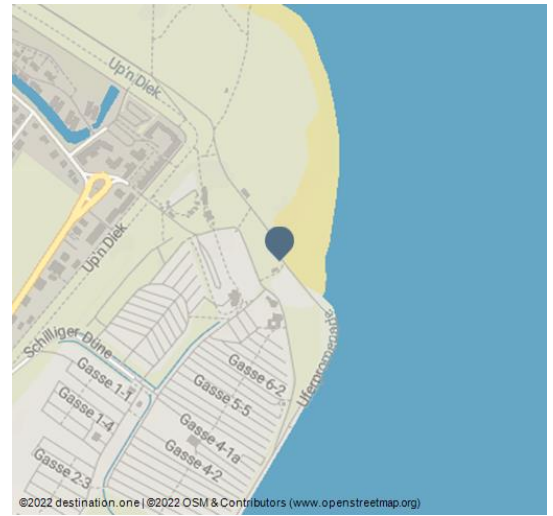 Up'n Diek
Up'n Diek
Schilliger Düne
Gasse 1-1
Gasse 6-2
Gasse 5-5
Uferpromenade
Gasse 1-4
Gasse 4-1a
Gasse 4-2
Gasse 2-3
©2022 destination.one | ©2022 OSM & Contributors (www.openstreetmap.org)